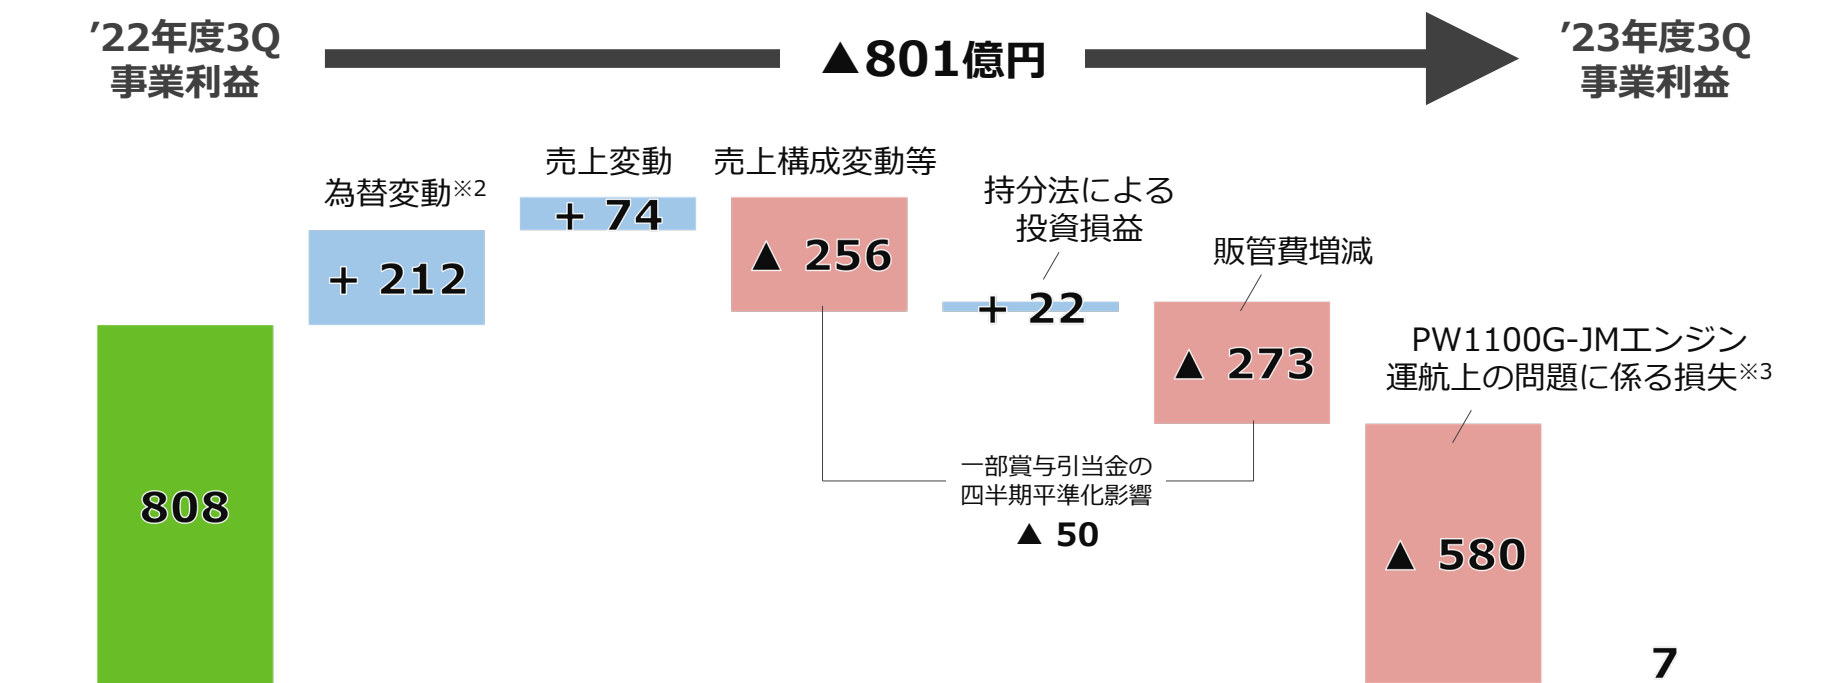 ’22年度3Q
事業利益
▲801億円
’23年度3Q
事業利益
為替変動※2
+ 212
売上変動
+ 74
売上構成変動等
▲ 256
持分法による
投資損益
+ 22
販管費増減
▲ 273
PW1100G-JMエンジン
運航上の問題に係る損失※3
▲ 580
808
一部賞与引当金の
四半期平準化影響
▲ 50
7